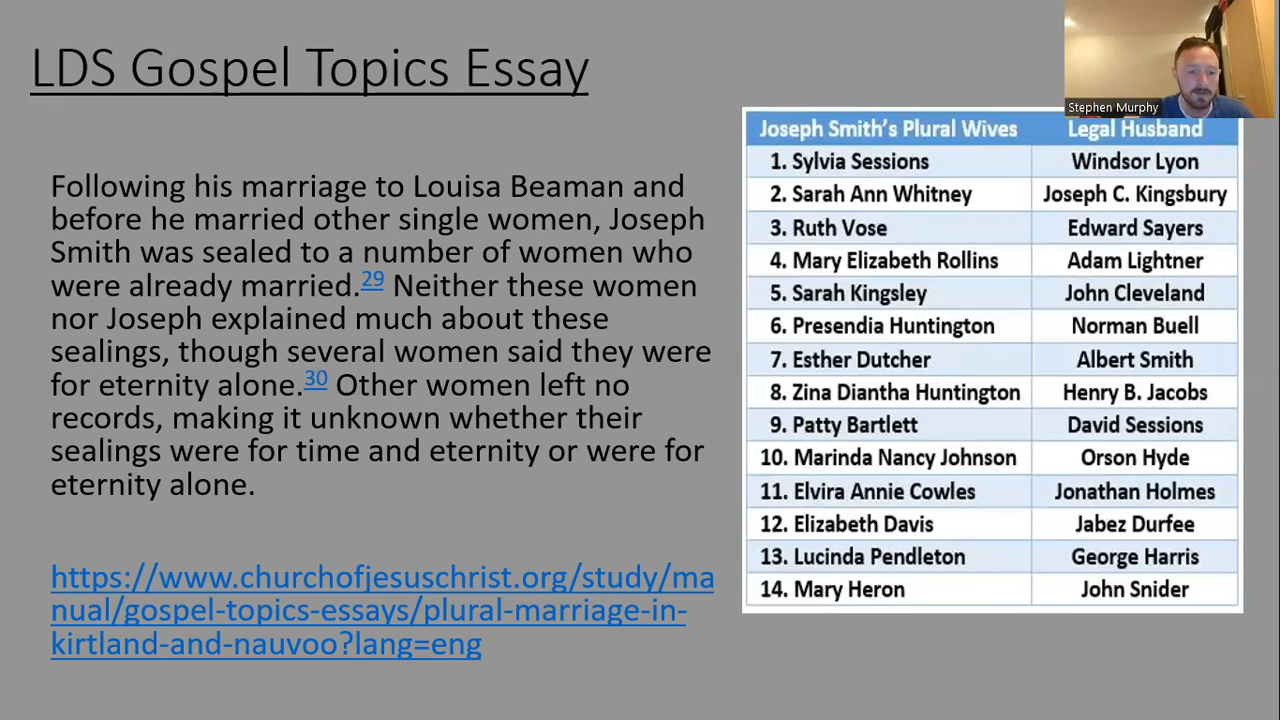 LDS Gospel Topics Essay
Stephen Murphy
Following his marriage to Louisa Beaman and
before he married other single women, Joseph
Smith was sealed to a number of women who
were already married.29 Neither these women
nor Joseph explained much about these
sealings, though several women said they were
for eternity alone.30 Other women left no
records, making it unknown whether their
sealings were for time and eternity or were for
eternity alone.
https://www.churchofjesuschrist.org/study/ma
nual/gospel-topics-essays/plural-marriage-in-
kirtland-and-nauvoo?lang=eng
Joseph Smith's Plural Wives Legal Husband
1. Sylvia Sessions Windsor Lyon
2. Sarah Ann Whitney Joseph C. Kingsbury
3. Ruth Vose Edward Sayers
4. Mary Elizabeth Rollins Adam Lightner
5. Sarah Kingsley John Cleveland
6. Presendia Huntington Norman Buell
7. Esther Dutcher Albert Smith
8. Zina Diantha Huntington Henry B. Jacobs
9. Patty Bartlett David Sessions
10. Marinda Nancy Johnson Orson Hyde
11. Elvira Annie Cowles Jonathan Holmes
12. Elizabeth Davis Jabez Durfee
13. Lucinda Pendleton George Harris
14. Mary Heron John Snider